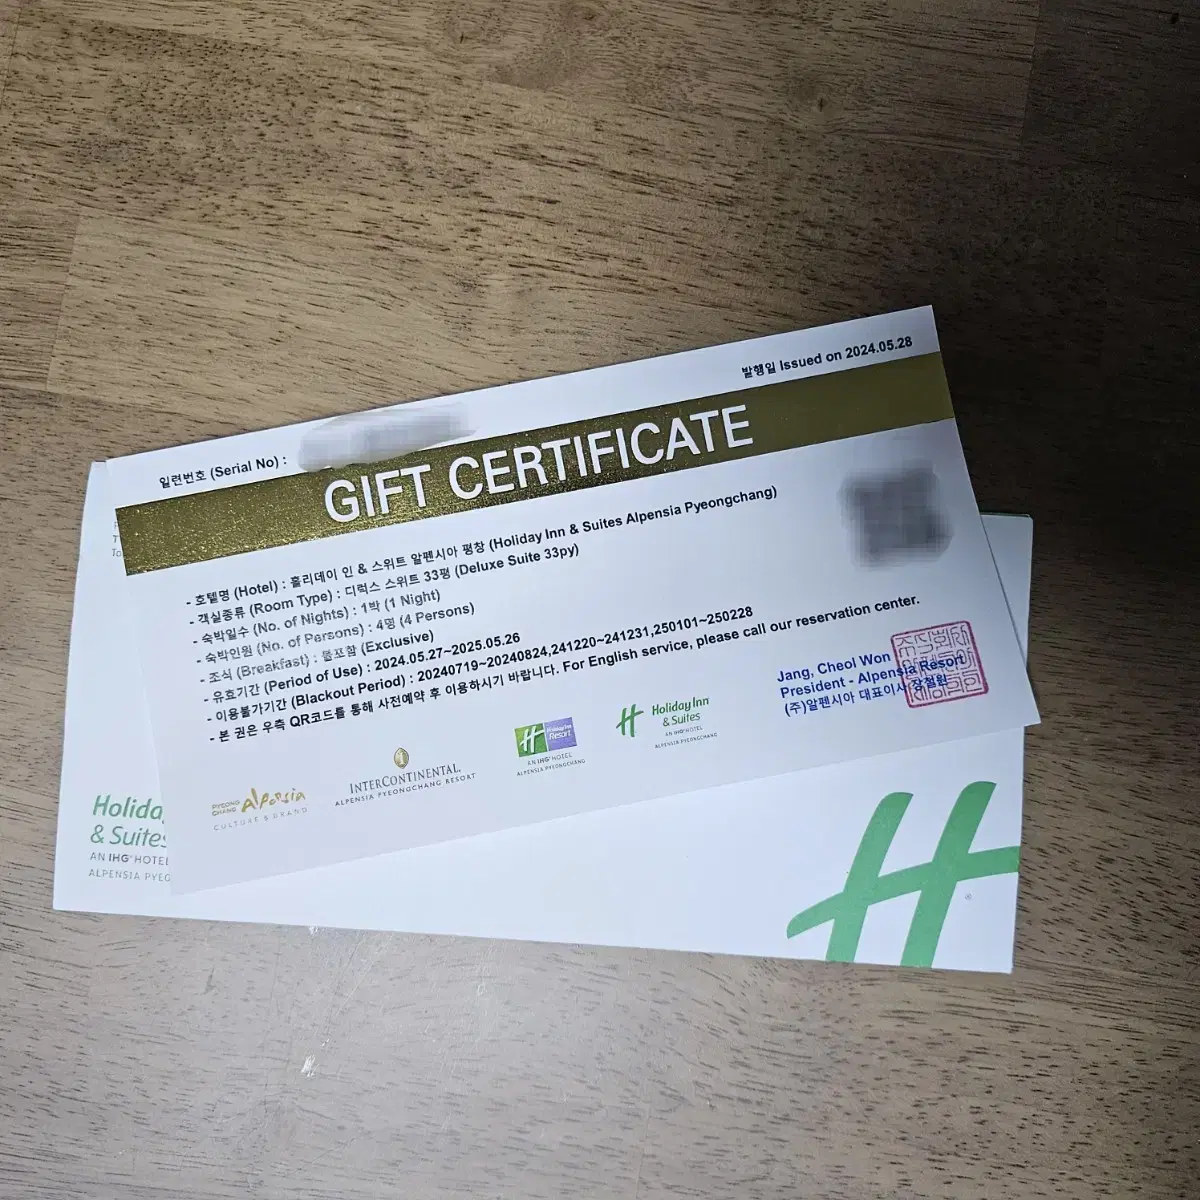 발행일 Issued on 2024.05.28
일련번호 (Serial No) :
GIFT CERTIFICATE
- 호텔명 (Hotel) : 홀리데이 인 & 스위트 알펜시아 평창 (Holiday Inn & Suites Alpensia Pyeongchang)
- 객실종류 (Room Type) : 디럭스 스위트 33평 (Deluxe Suite 33py)
- 숙박일수 (No. of Nights) : 1박 (1 Night)
- 숙박인원 (No. of Persons) : 4명 (4 Persons)
- 조식 (Breakfast) : 불포함 (Exclusive)
- 유효기간 (Period of Use) : 2024.05.27~2025.05.26
- 이용불가기간 (Blackout Period) : 20240719~20240824,241220~241231,250101~250228
- 본 권은 우측 QR코드를 통해 사전예약 후 이용하시기 바랍니다. For English service, please call our reservation center.
Jang, Cheol Won
President - Alpensia Resort
(주)알펜시아 대표이사 장철원
PYEONG
CHANG Alpensia
CULTURE & BRAND
INTERCONTINENTAL.
ALPENSIA PYEONGCHANG RESORT
Holiday Inn
Resort
AN IHG HOTEL
ALPENSIA PYEONGCHANG
Holiday Inn
& Suites
AN IHG HOTEL
ALPENSIA PYEONGCHANG
Holiday
& Suites
AN IHG® HOTEL
ALPENSIA PYEO
H®